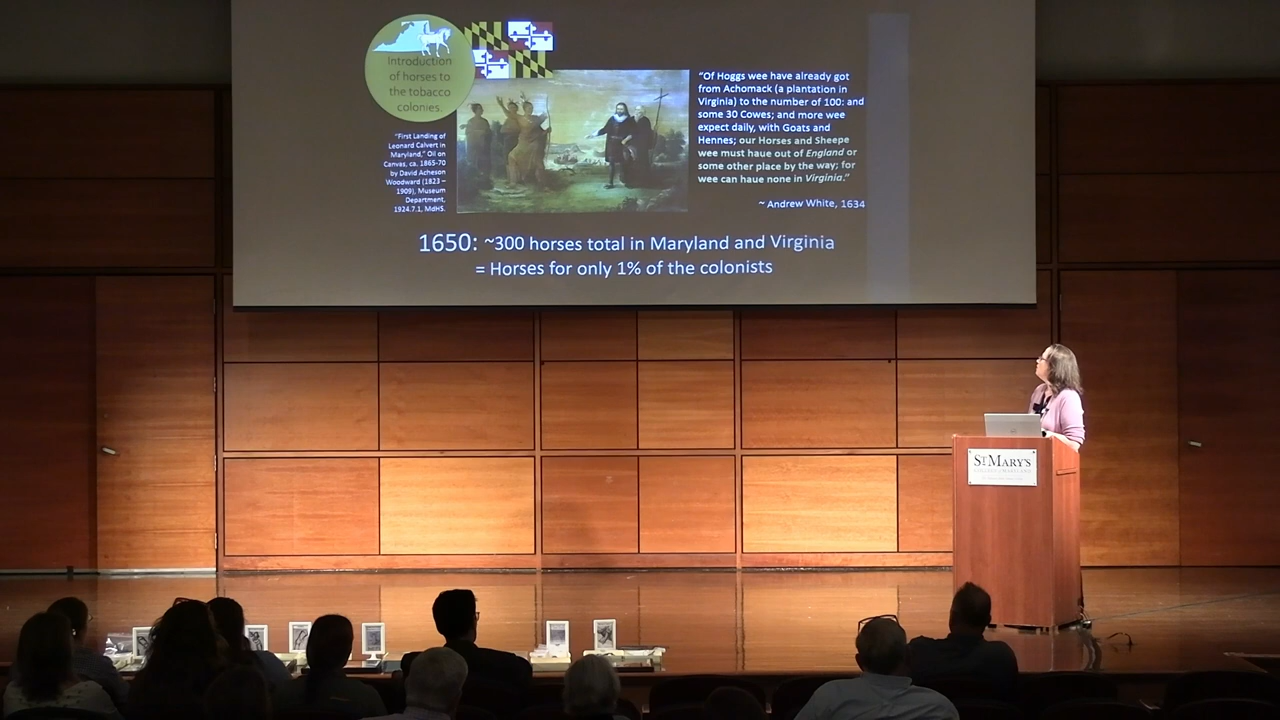 Introduction
of horses to
the tobacco
colonies.
"First Landing of
Leonard Calvert in
Maryland," Oil on
Canvas, ca. 1865-70
by David Acheson
Woodward (1823 –
1909), Museum
Department,
1924.7.1, MdHS.
"Of Hoggs wee have already got
from Achomack (a plantation in
Virginia) to the number of 100: and
some 30 Cowes; and more wee
expect daily, with Goats and
Hennes; our Horses and Sheepe
wee must haue out of England or
some other place by the way; for
wee can haue none in Virginia."
~ Andrew White, 1634
1650: ~300 horses total in Maryland and Virginia
= Horses for only 1% of the colonists
ST MARY'S
COLLEGE of MARYLAND